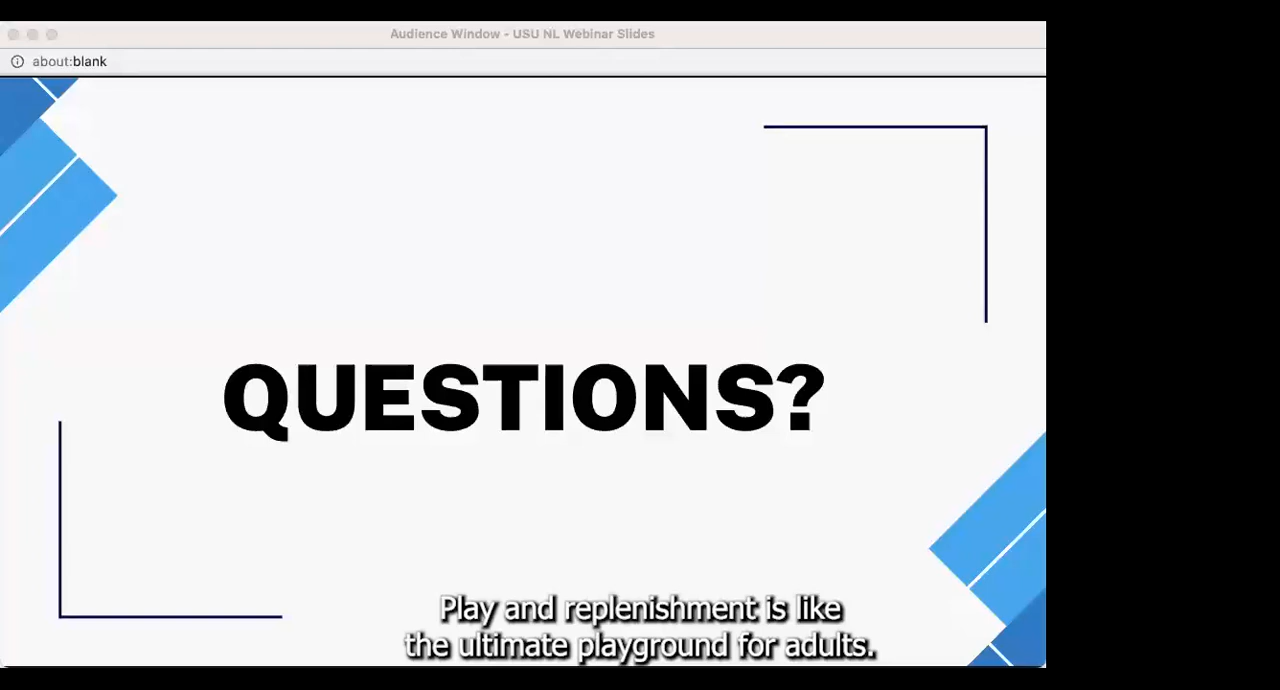 Audience Window - USU NL Webinar Slides
about:blank
QUESTIONS?
Play and replenishment is like
the ultimate playground for adults.